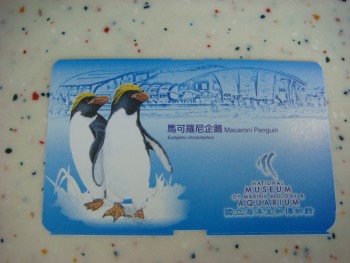 馬可羅尼企鵝 Macaroni Penguin
Eudyptes chrysolophus
NATIONAL
MUSEUM
OF MARINE BIOLOGY &
AQUARIUM
國立海洋生物博物館